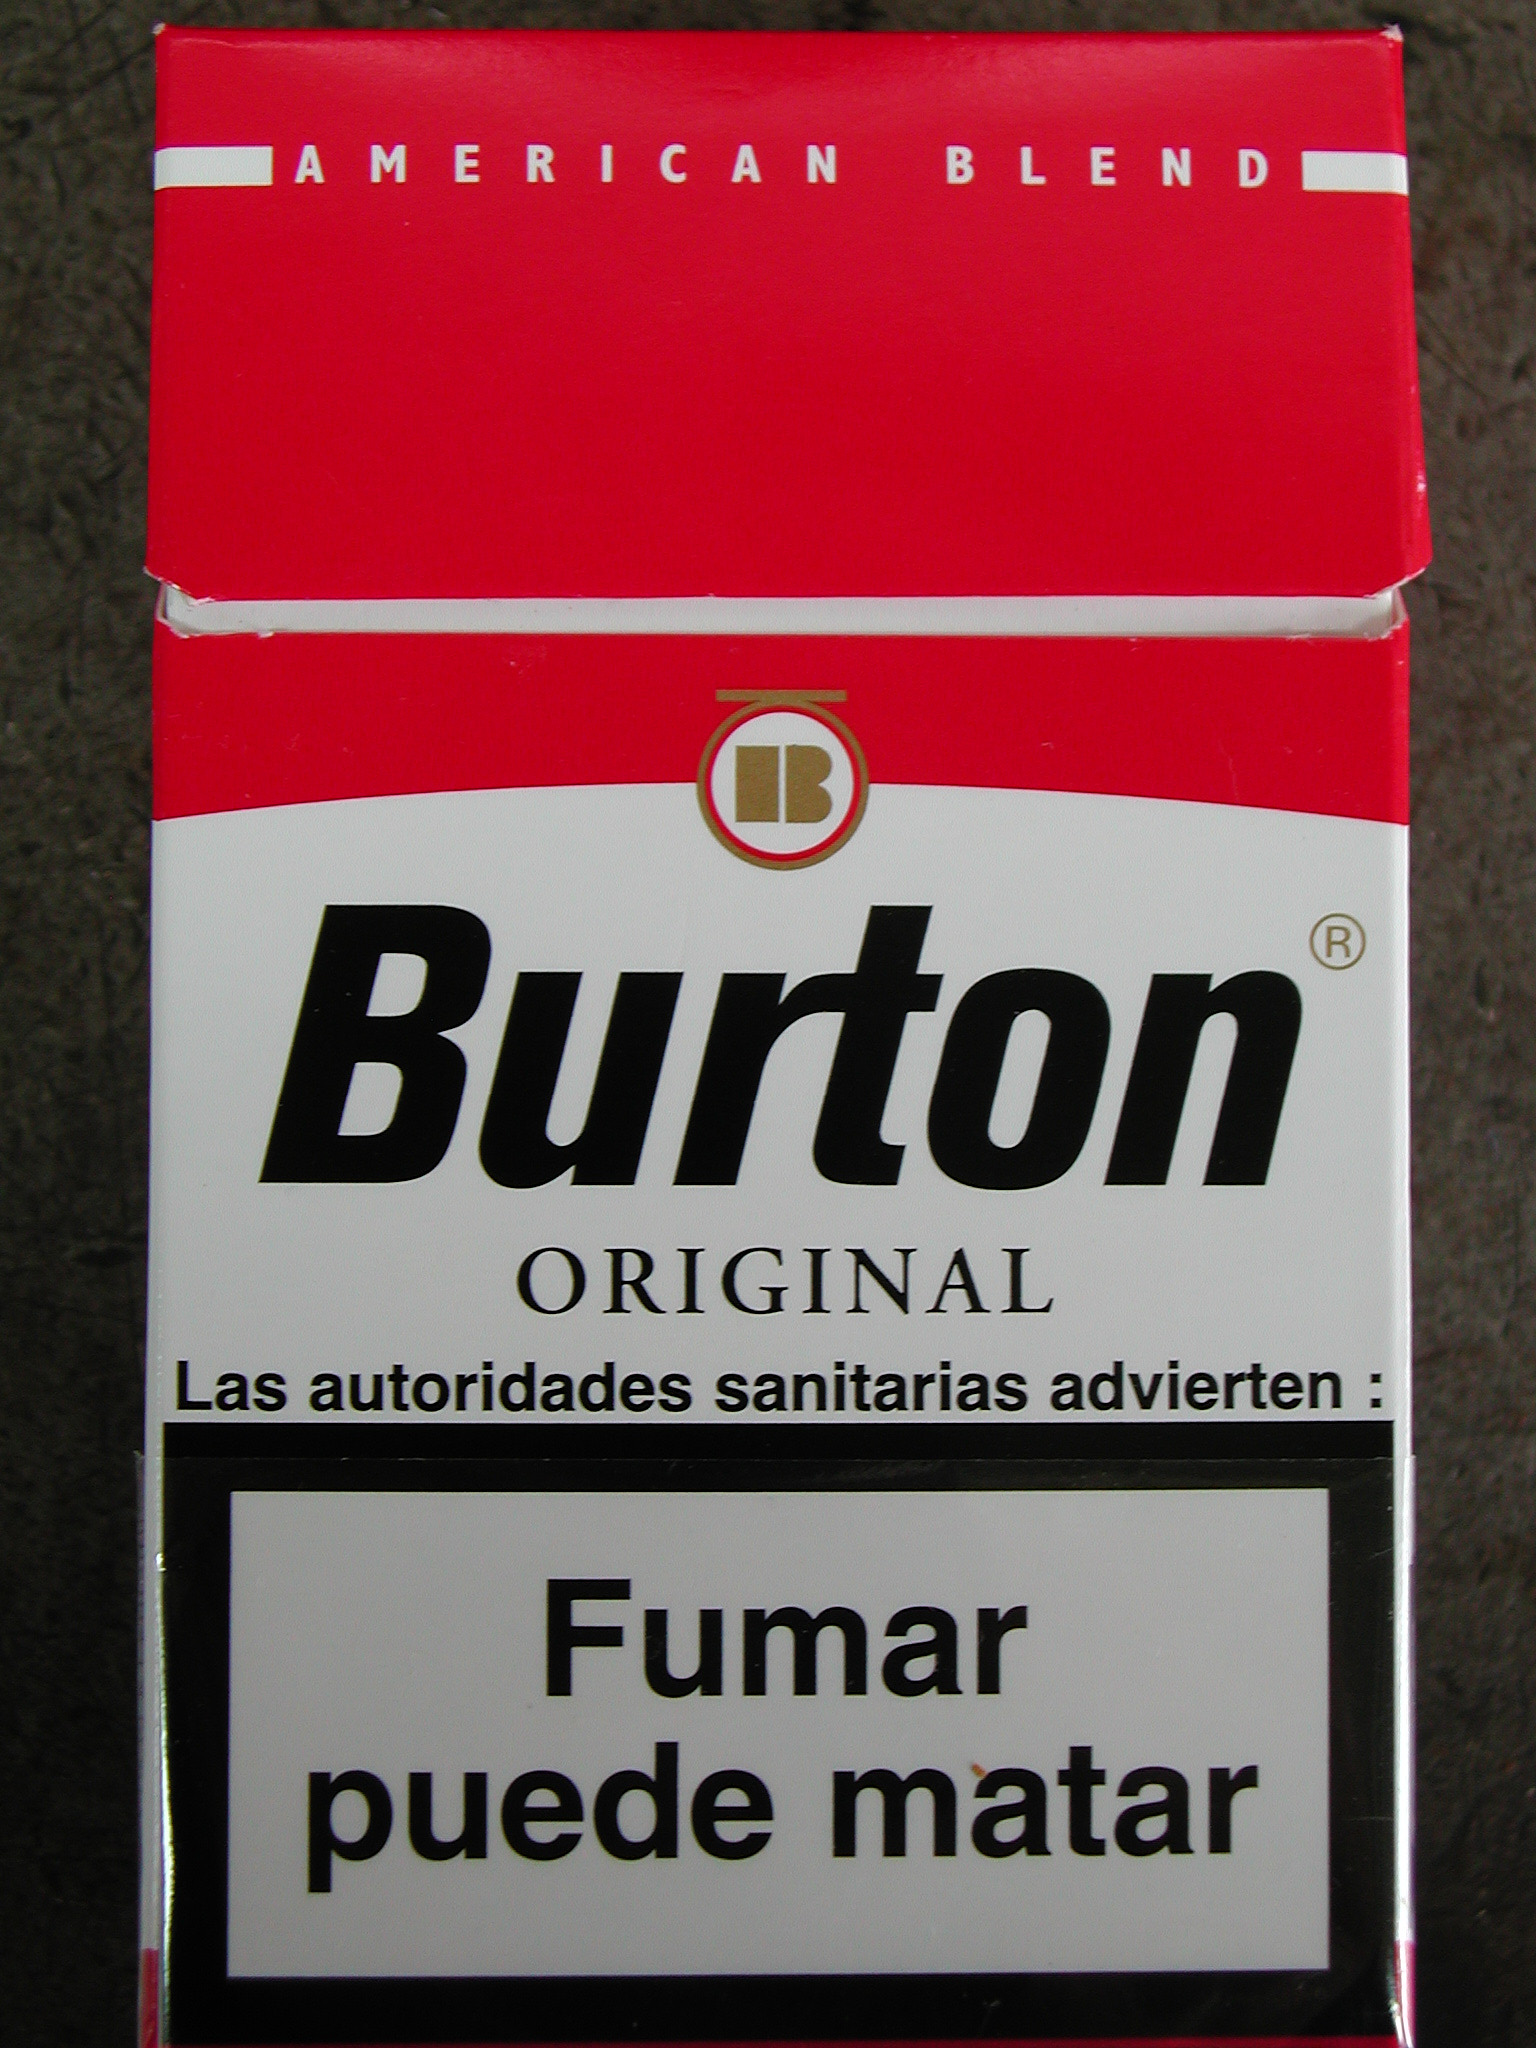 AMERICAN BLEND
B
Burton ®
ORIGINAL
Las autoridades sanitarias advierten :
Fumar
puede matar